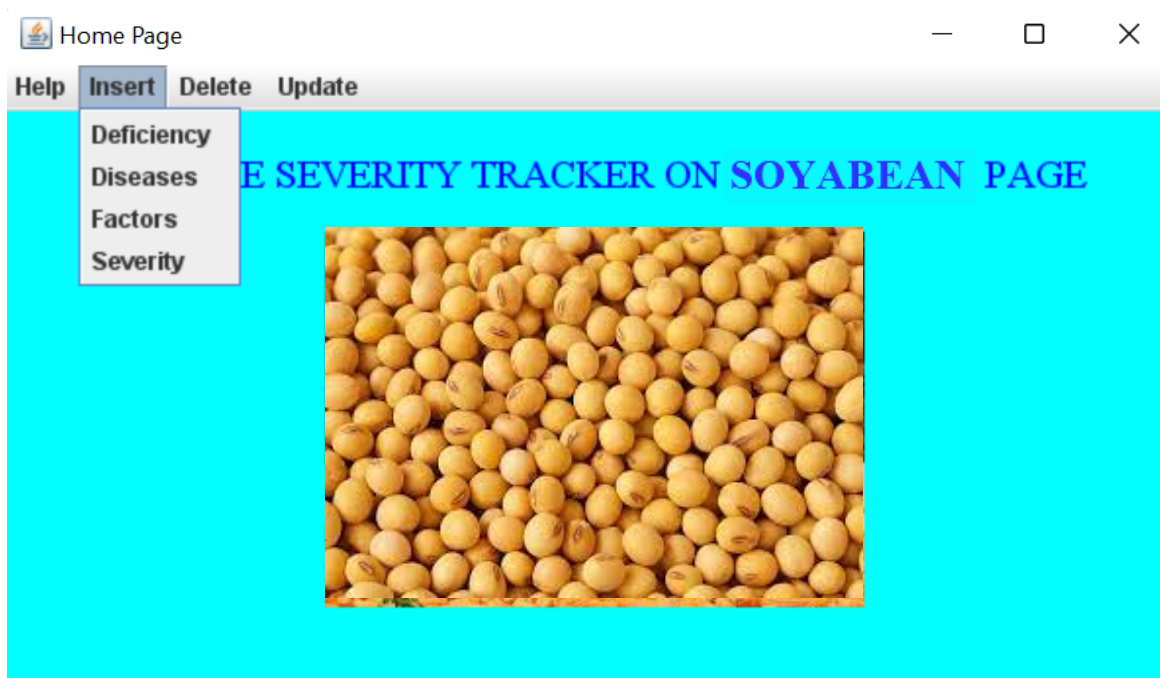 Home Page
Help Insert Delete Update
Deficiency
Diseases
Factors
Severity
SEVERITY TRACKER ON SOYABEAN PAGE